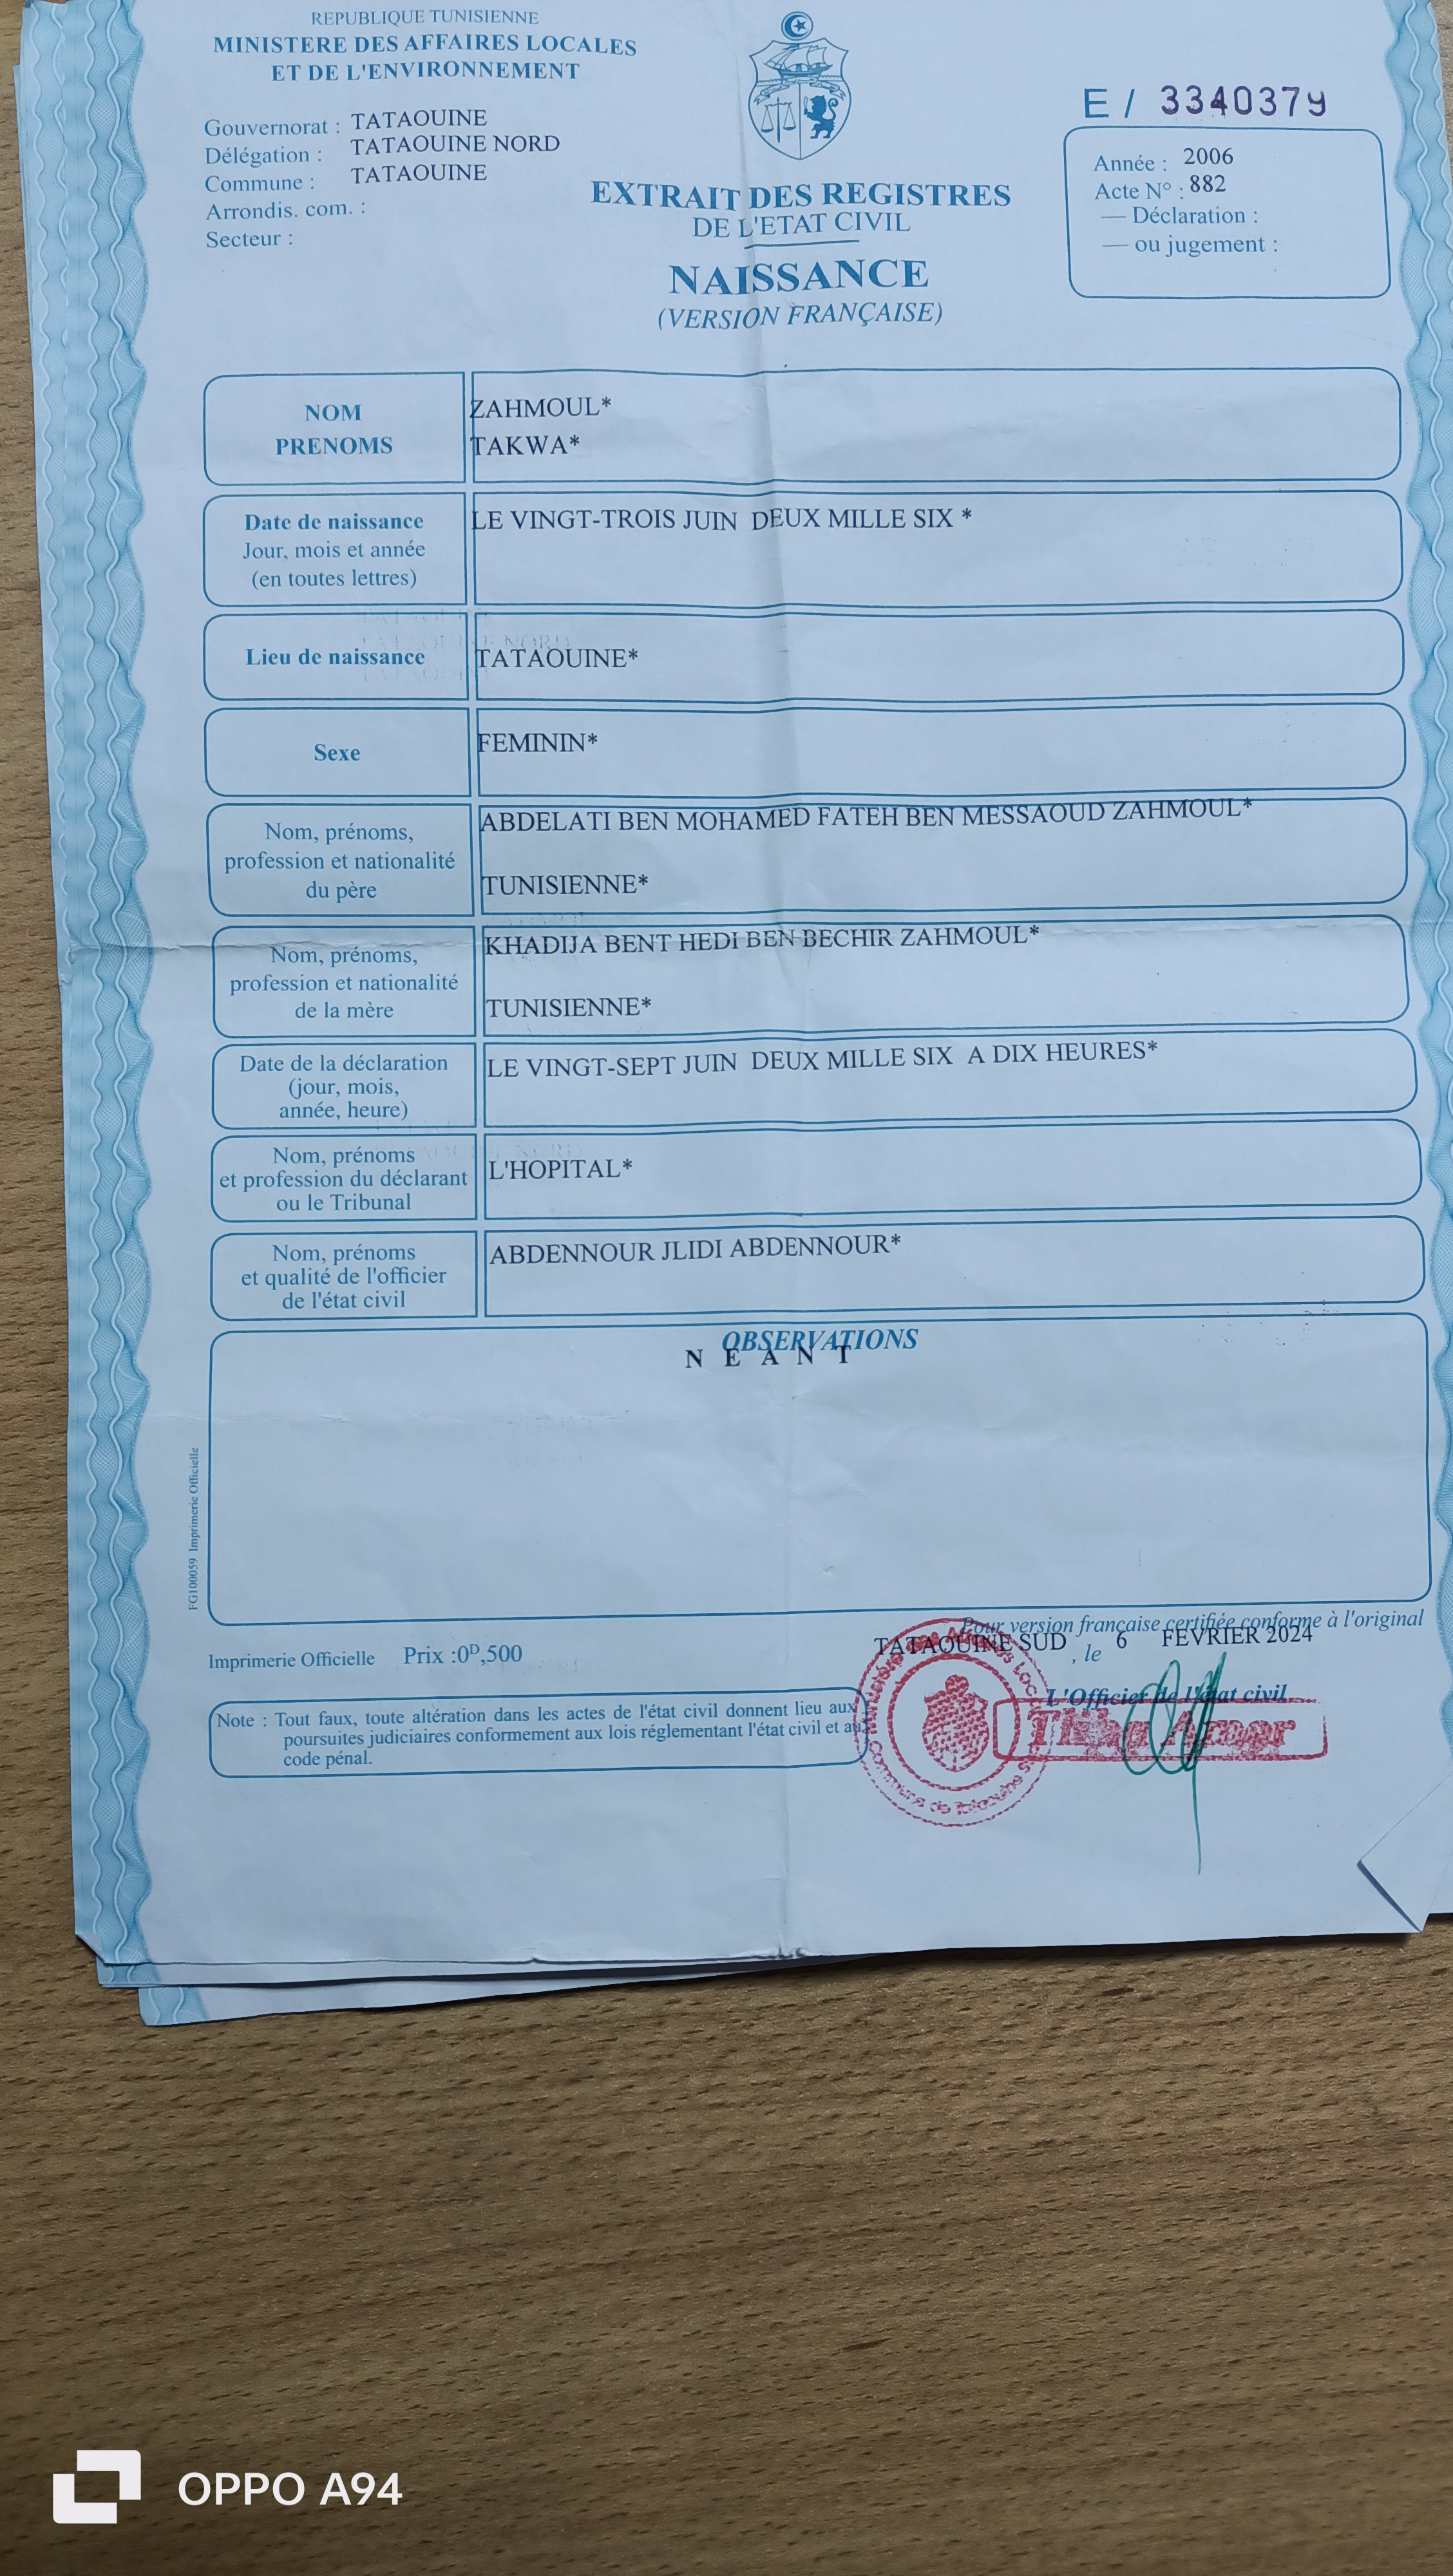 REPUBLIQUE TUNISIENNE
MINISTERE DES AFFAIRES LOCALES
ET DE L'ENVIRONNEMENT
Gouvernorat : TATAOUINE
Délégation : TATAOUINE NORD
Commune : TATAOUINE
Arrondis. com. :
Secteur :
E / 3340379
Année : 2006
Acte N° : 882
— Déclaration :
— ou jugement :
EXTRAIT DES REGISTRES
DE L'ETAT CIVIL
NAISSANCE
(VERSION FRANÇAISE)
NOM ZAHMOUL*
PRENOMS TAKWA*
Date de naissance LE VINGT-TROIS JUIN DEUX MILLE SIX *
Jour, mois et année
(en toutes lettres)
Lieu de naissance TATAOUINE*
Sexe FEMININ*
Nom, prénoms, ABDELATI BEN MOHAMED FATEH BEN MESSAOUD ZAHMOUL*
profession et nationalité
du père TUNISIENNE*
Nom, prénoms, KHADIJA BENT HEDI BEN BECHIR ZAHMOUL*
profession et nationalité
de la mère TUNISIENNE*
Date de la déclaration LE VINGT-SEPT JUIN DEUX MILLE SIX A DIX HEURES*
(jour, mois,
année, heure)
Nom, prénoms
et profession du déclarant L'HOPITAL*
ou le Tribunal
Nom, prénoms ABDENNOUR JLIDI ABDENNOUR*
et qualité de l'officier
de l'état civil
OBSERVATIONS
N E A N T
FG100059 Imprimerie Officielle
Pour version française certifiée conforme à l'original
TATAOUINE SUD , le 6 FEVRIER 2024
Imprimerie Officielle Prix :0ᴰ,500
L'Officier de l'état civil
Note : Tout faux, toute altération dans les actes de l'état civil donnent lieu aux
poursuites judiciaires conformement aux lois réglementant l'état civil et au
code pénal.
Commune de Tataouine
OPPO A94